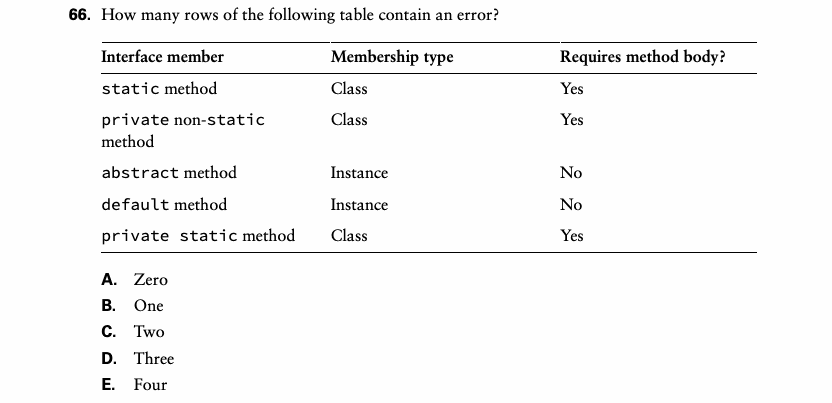 66. How many rows of the following table contain an error?
Interface member Membership type Requires method body?
static method Class Yes
private non-static Class Yes
method
abstract method Instance No
default method Instance No
private static method Class Yes
A. Zero
B. One
C. Two
D. Three
E. Four